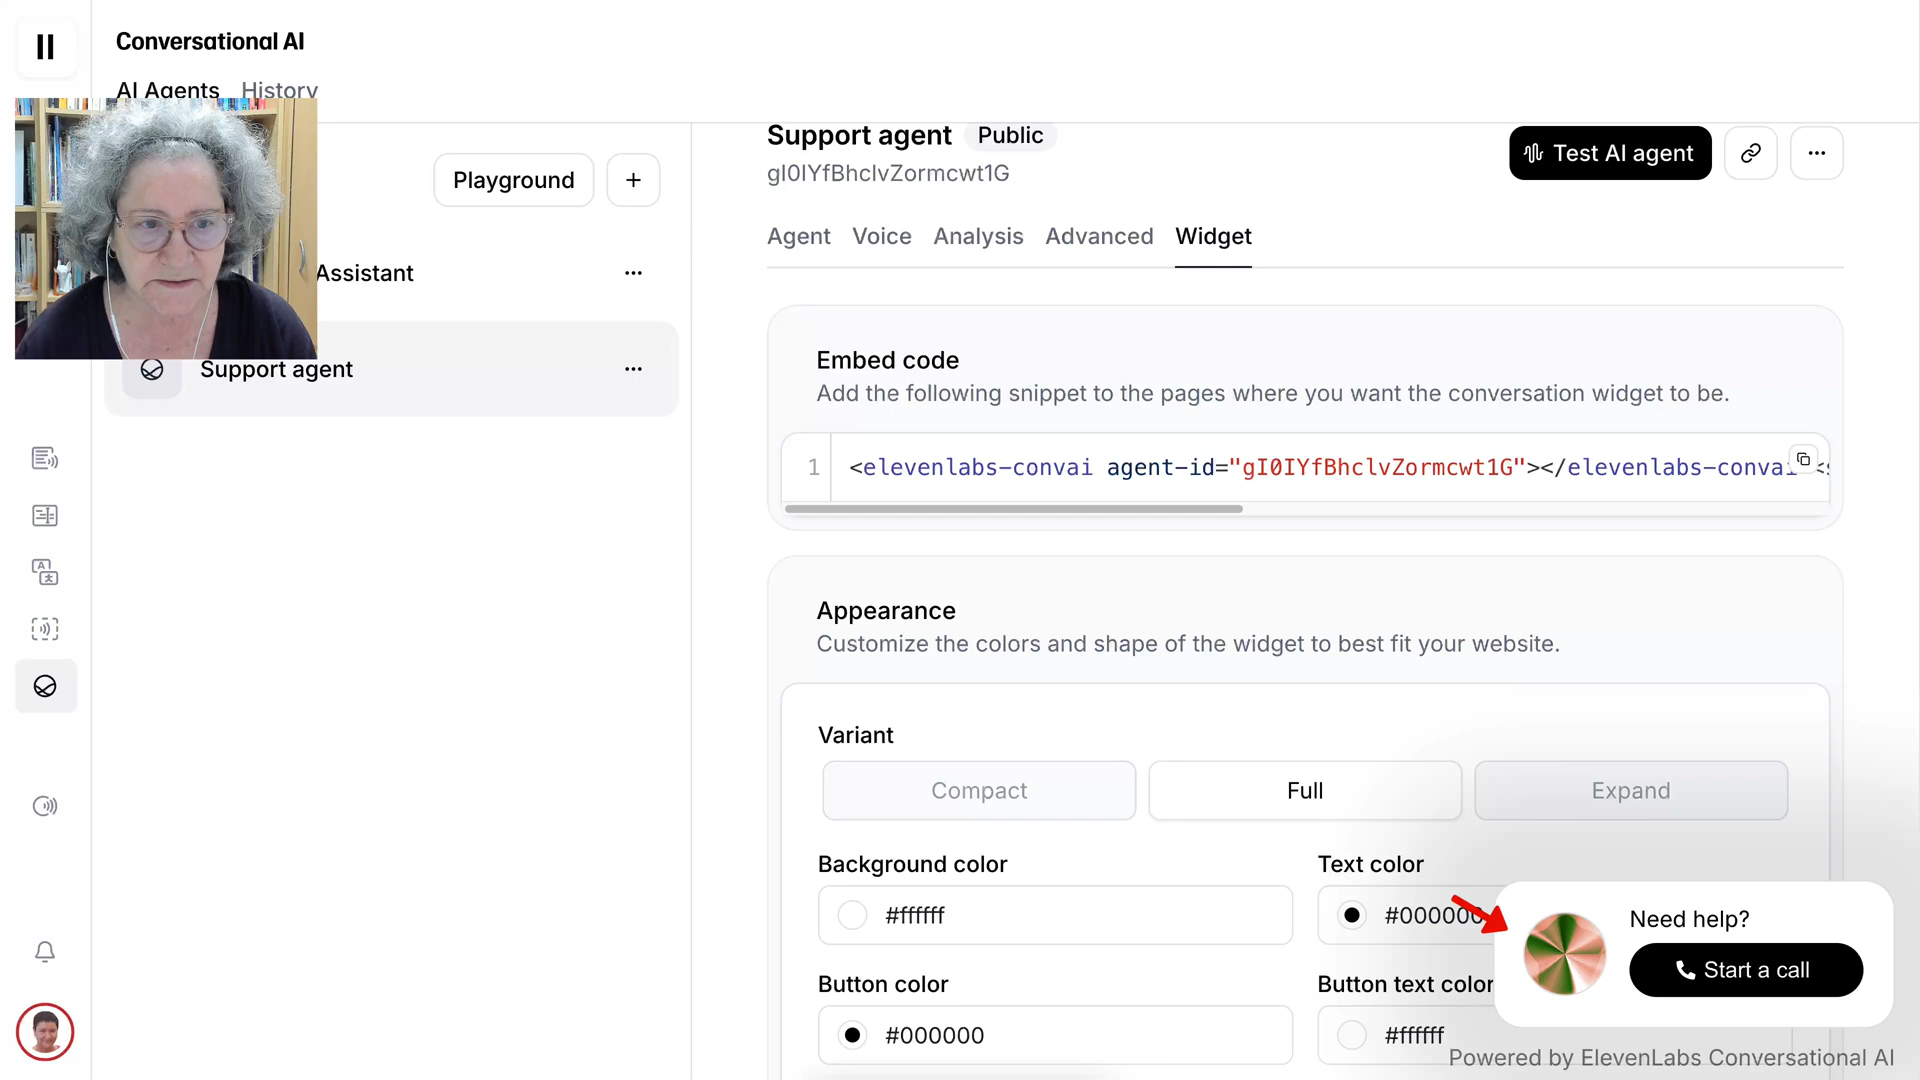 Conversational AI
AI Agents History
Playground +
Assistant
Support agent
Support agent Public
gI0IYfBhclvZormcwt1G
Test AI agent
Agent Voice Analysis Advanced Widget
Embed code
Add the following snippet to the pages where you want the conversation widget to be.
1 <elevenlabs-convai agent-id="gI0IYfBhclvZormcwt1G"></elevenlabs-convai
Appearance
Customize the colors and shape of the widget to best fit your website.
Variant
Compact Full Expand
Background color Text color
#ffffff #000000
Button color Button text color
#000000 #ffffff
Need help?
Start a call
Powered by ElevenLabs Conversational AI